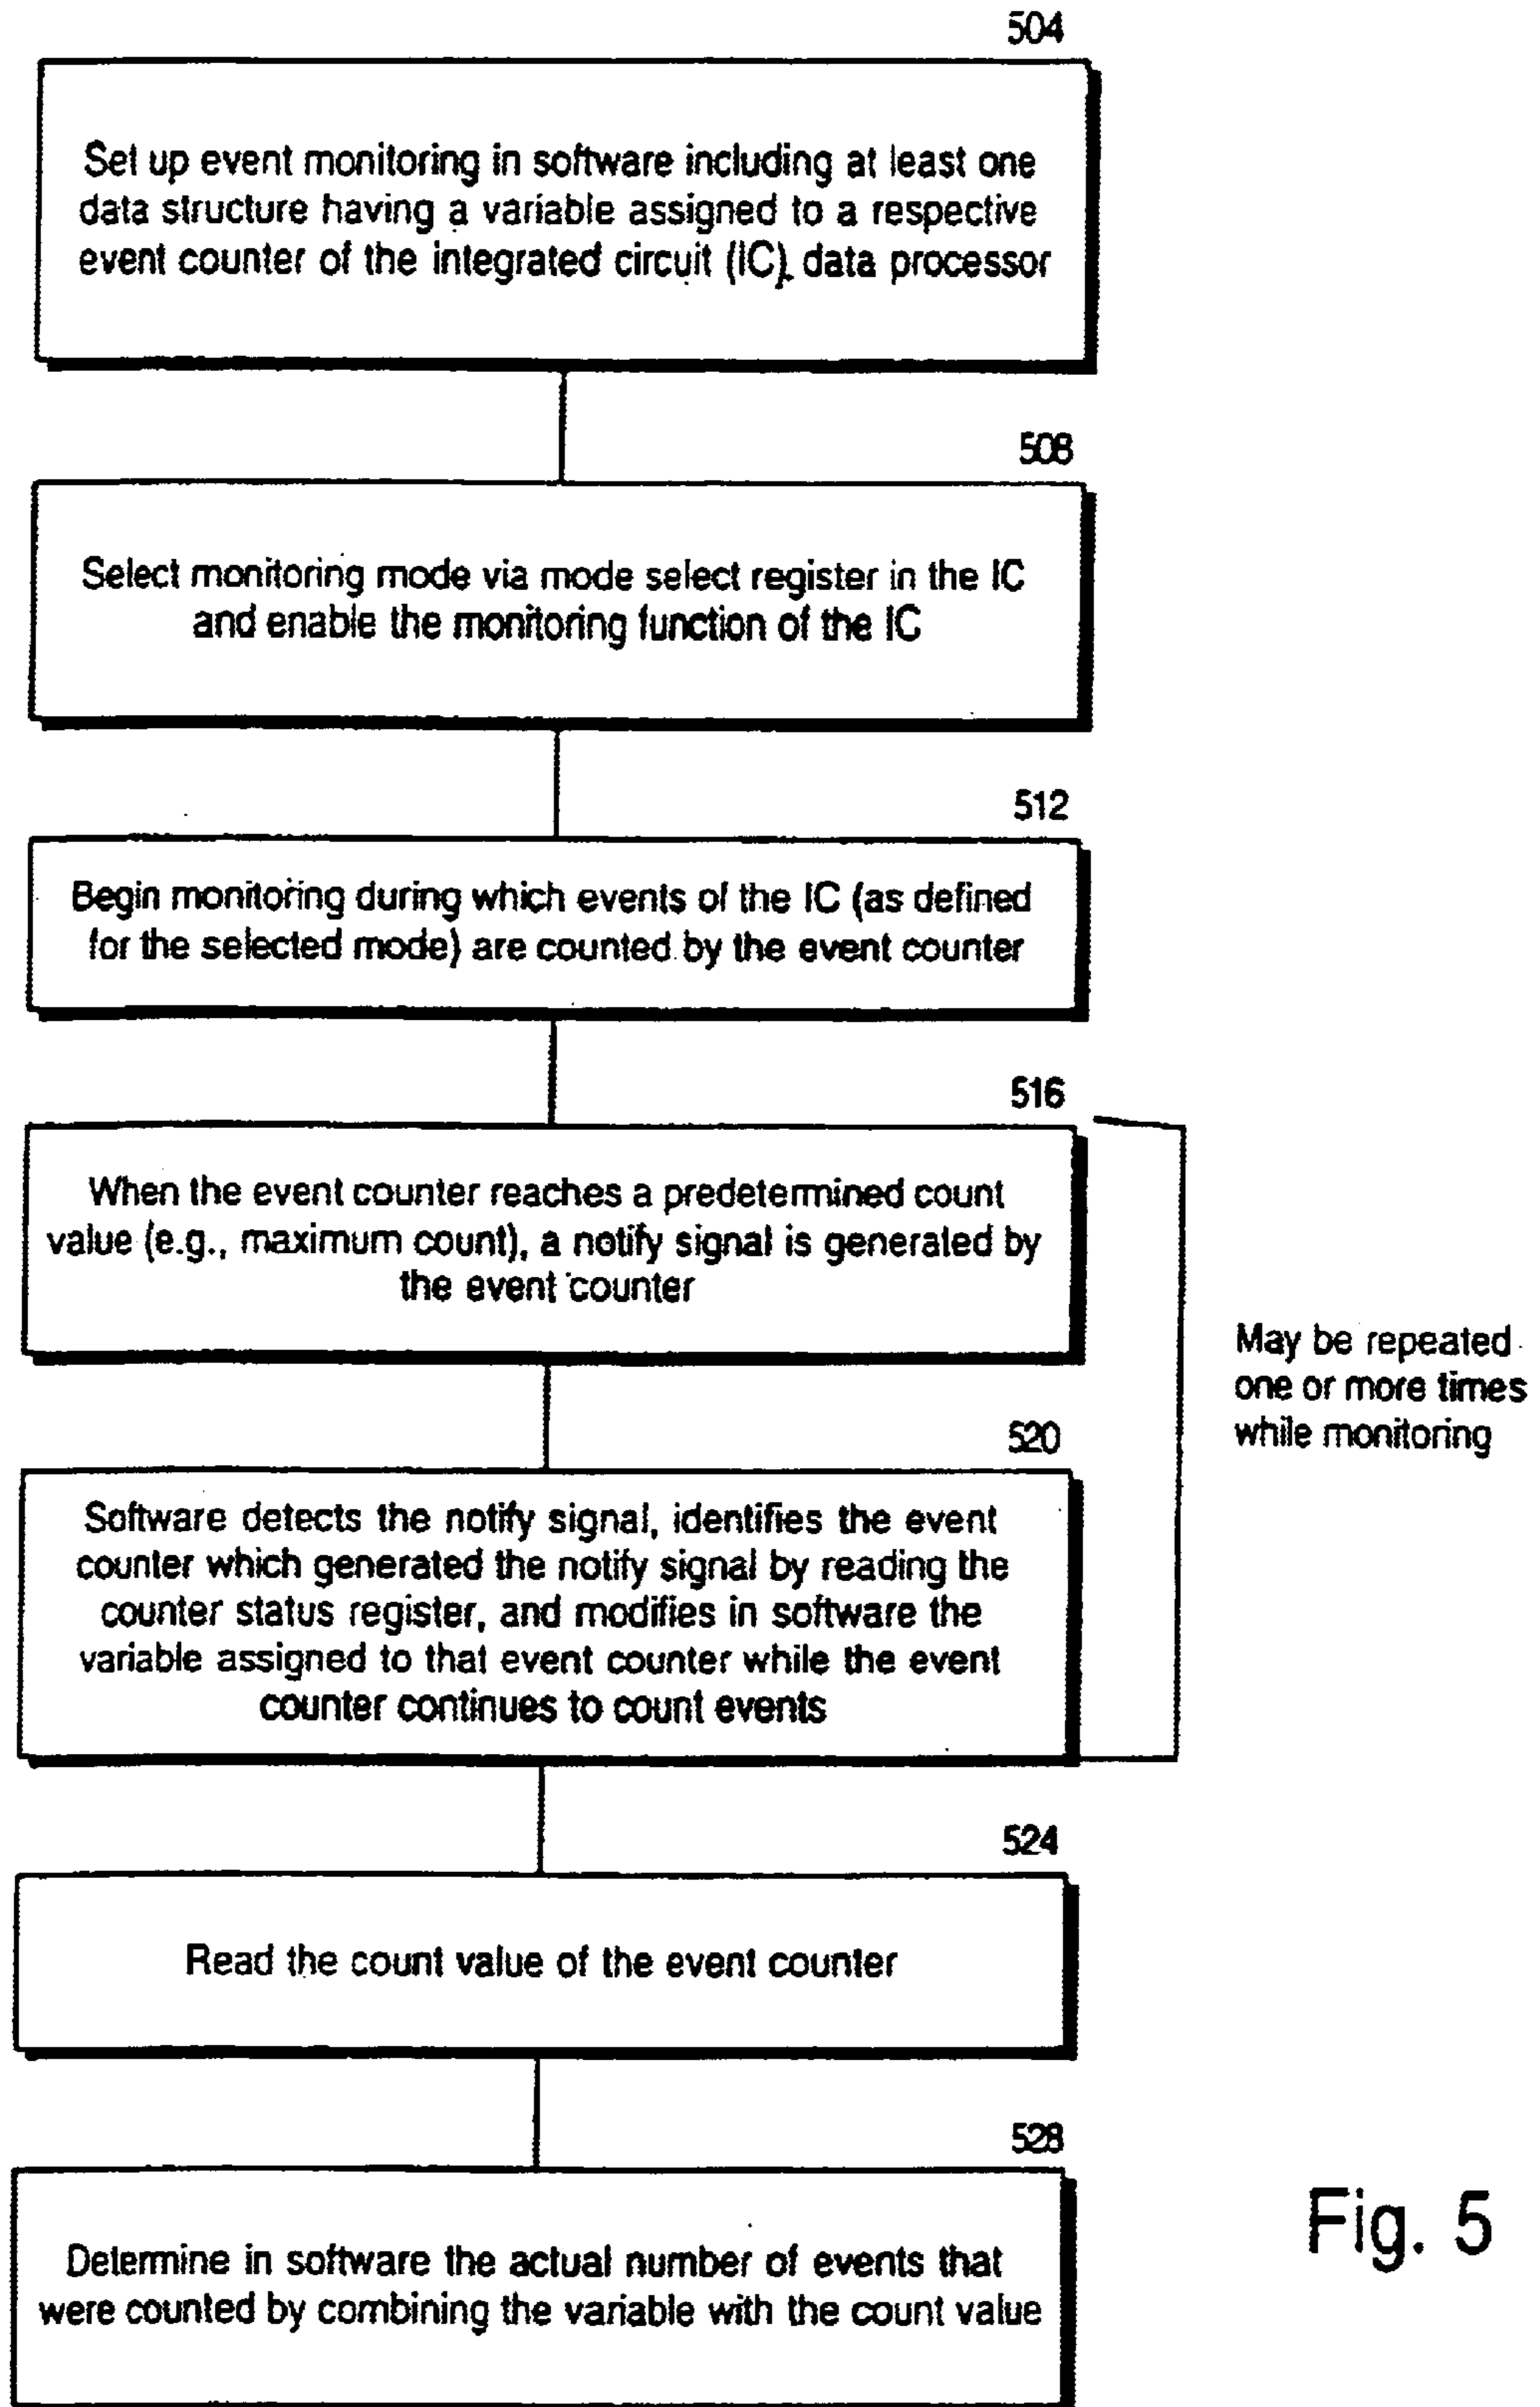 504
Set up event monitoring in software including at least one
data structure having a variable assigned to a respective
event counter of the integrated circuit (IC) data processor
508
Select monitoring mode via mode select register in the IC
and enable the monitoring function of the IC
512
Begin monitoring during which events of the IC (as defined
for the selected mode) are counted by the event counter
516
When the event counter reaches a predetermined count
value (e.g., maximum count), a notify signal is generated by
the event counter
May be repeated
one or more times
while monitoring
520
Software detects the notify signal, identifies the event
counter which generated the notify signal by reading the
counter status register, and modifies in software the
variable assigned to that event counter while the event
counter continues to count events
524
Read the count value of the event counter
528
Determine in software the actual number of events that
were counted by combining the variable with the count value
Fig. 5